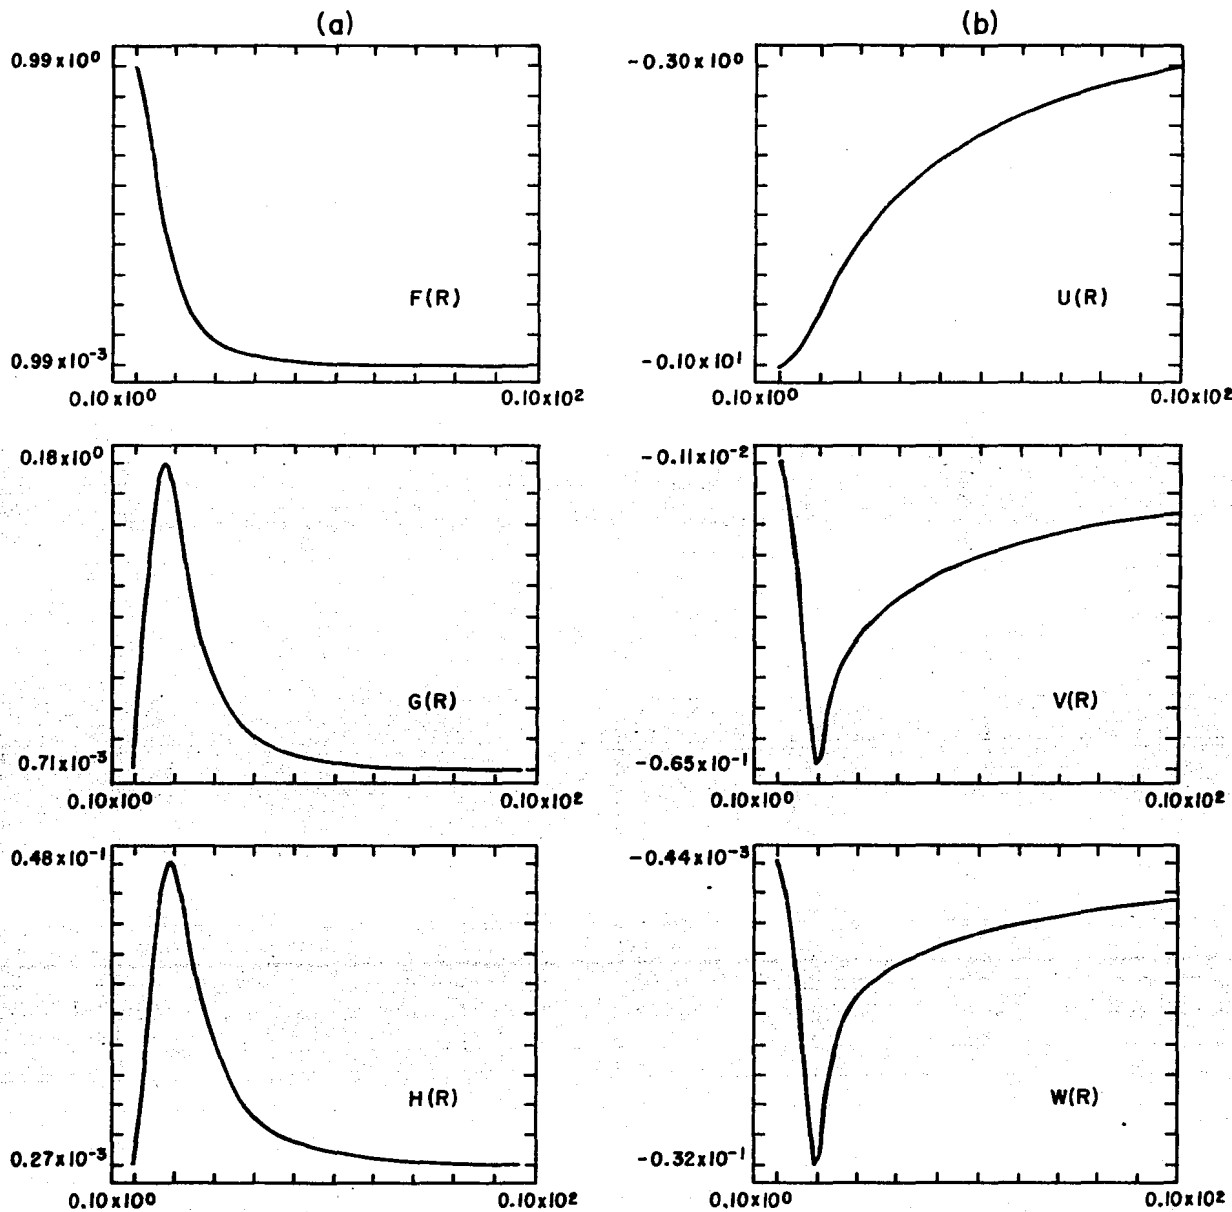 (a)
0.99x10⁰
F(R)
0.99x10⁻³
0.10x10⁰
0.10x10²
0.18x10⁰
G(R)
0.71x10⁻³
0.10x10⁰
0.10x10²
0.48x10⁻¹
H(R)
0.27x10⁻³
0.10x10⁰
0.10x10²
(b)
-0.30x10⁰
U(R)
-0.10x10¹
0.10x10⁰
0.10x10²
-0.11x10⁻²
V(R)
-0.65x10⁻¹
0.10x10⁰
0.10x10²
-0.44x10⁻³
W(R)
-0.32x10⁻¹
0.10x10⁰
0.10x10²